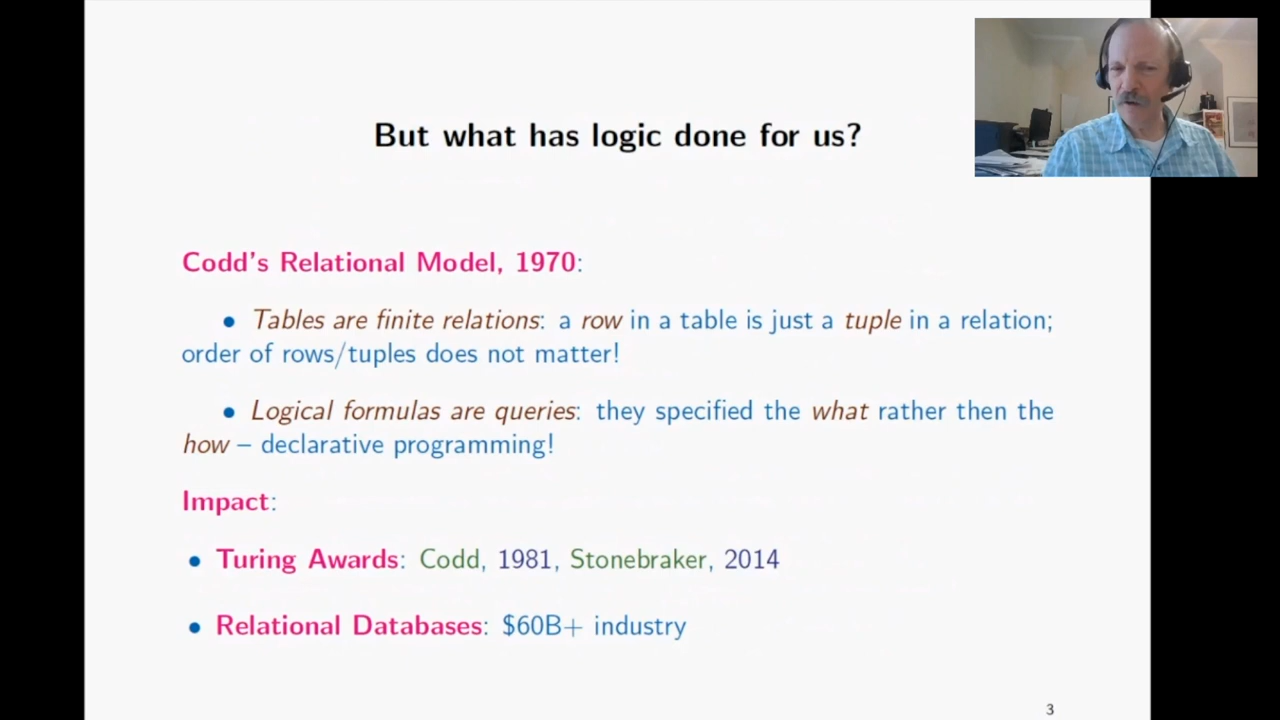 But what has logic done for us?
Codd's Relational Model, 1970:
• Tables are finite relations: a row in a table is just a tuple in a relation;
order of rows/tuples does not matter!
• Logical formulas are queries: they specified the what rather then the
how – declarative programming!
Impact:
• Turing Awards: Codd, 1981, Stonebraker, 2014
• Relational Databases: $60B+ industry
3